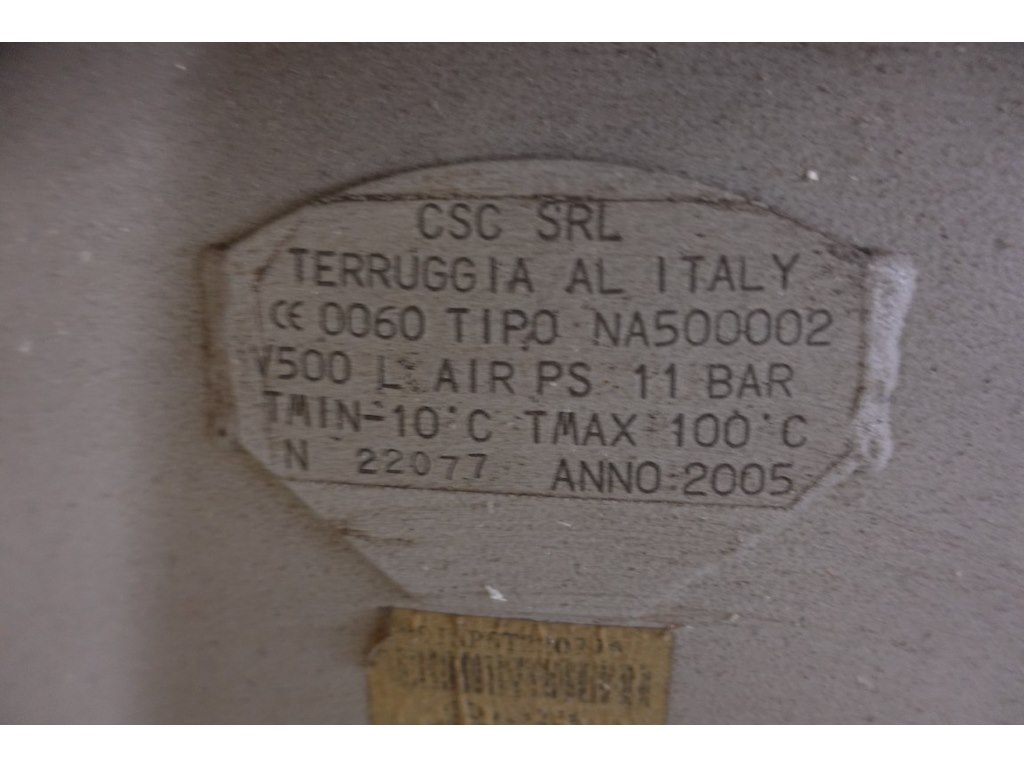 CSC SRL
TERRUGGIA AL ITALY
CE 0060 TIPO NA500002
V500 L AIR PS 11 BAR
TMIN-10°C TMAX 100°C
N 22077 ANNO 2005